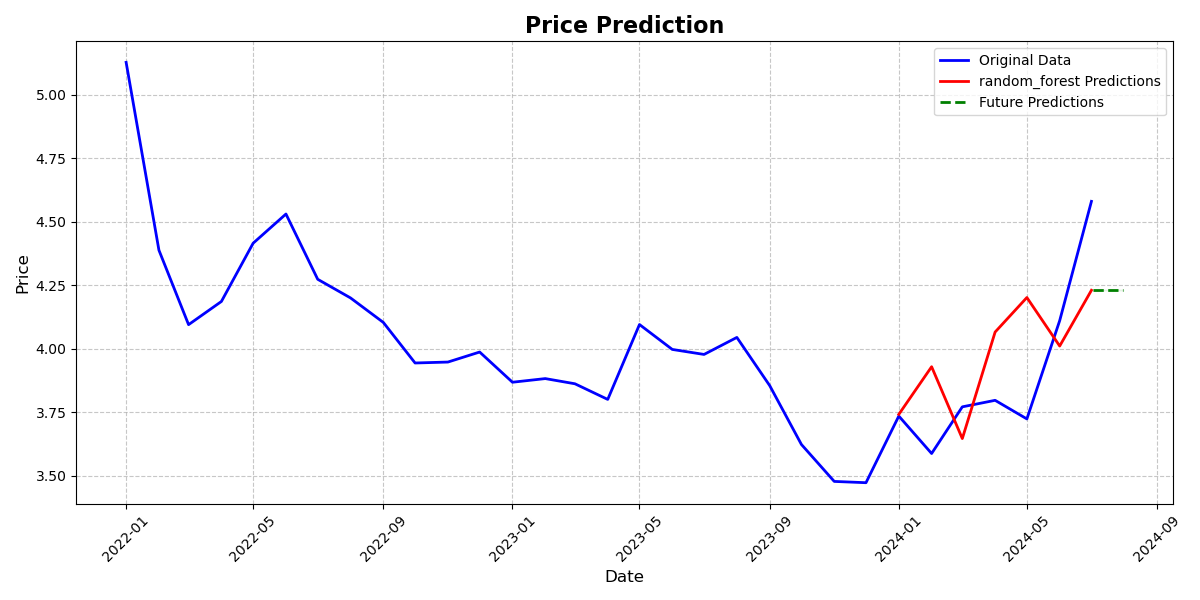 Price Prediction
Original Data
random_forest Predictions
Future Predictions
Price
5.00
4.75
4.50
4.25
4.00
3.75
3.50
2022-01
2022-05
2022-09
2023-01
2023-05
2023-09
2024-01
2024-05
2024-09
Date